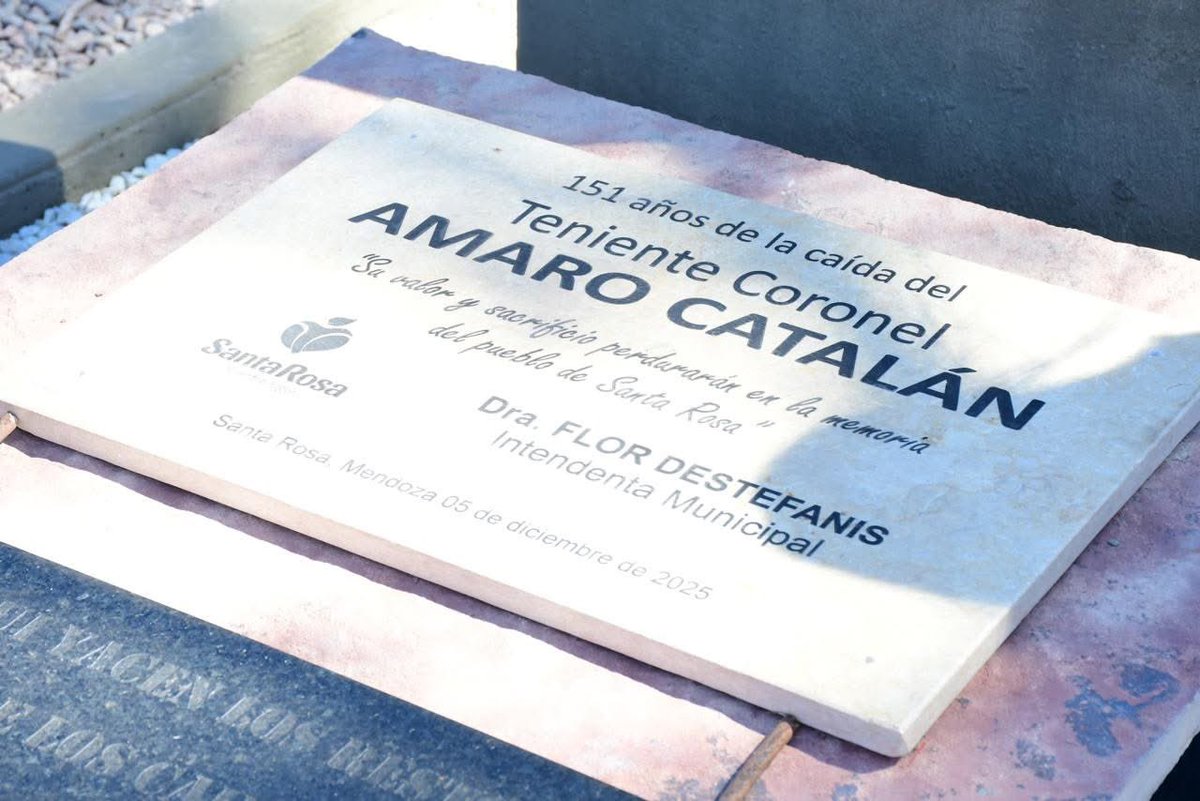 151 años de la caída del
Teniente Coronel
AMARO CATALÁN
"Su valor y sacrificio perdurarán en la memoria
del pueblo de Santa Rosa"
SantaRosa
Dra. FLOR DESTEFANIS
Intendenta Municipal
Santa Rosa, Mendoza 05 de diciembre de 2025
YACEN LOS
LOS